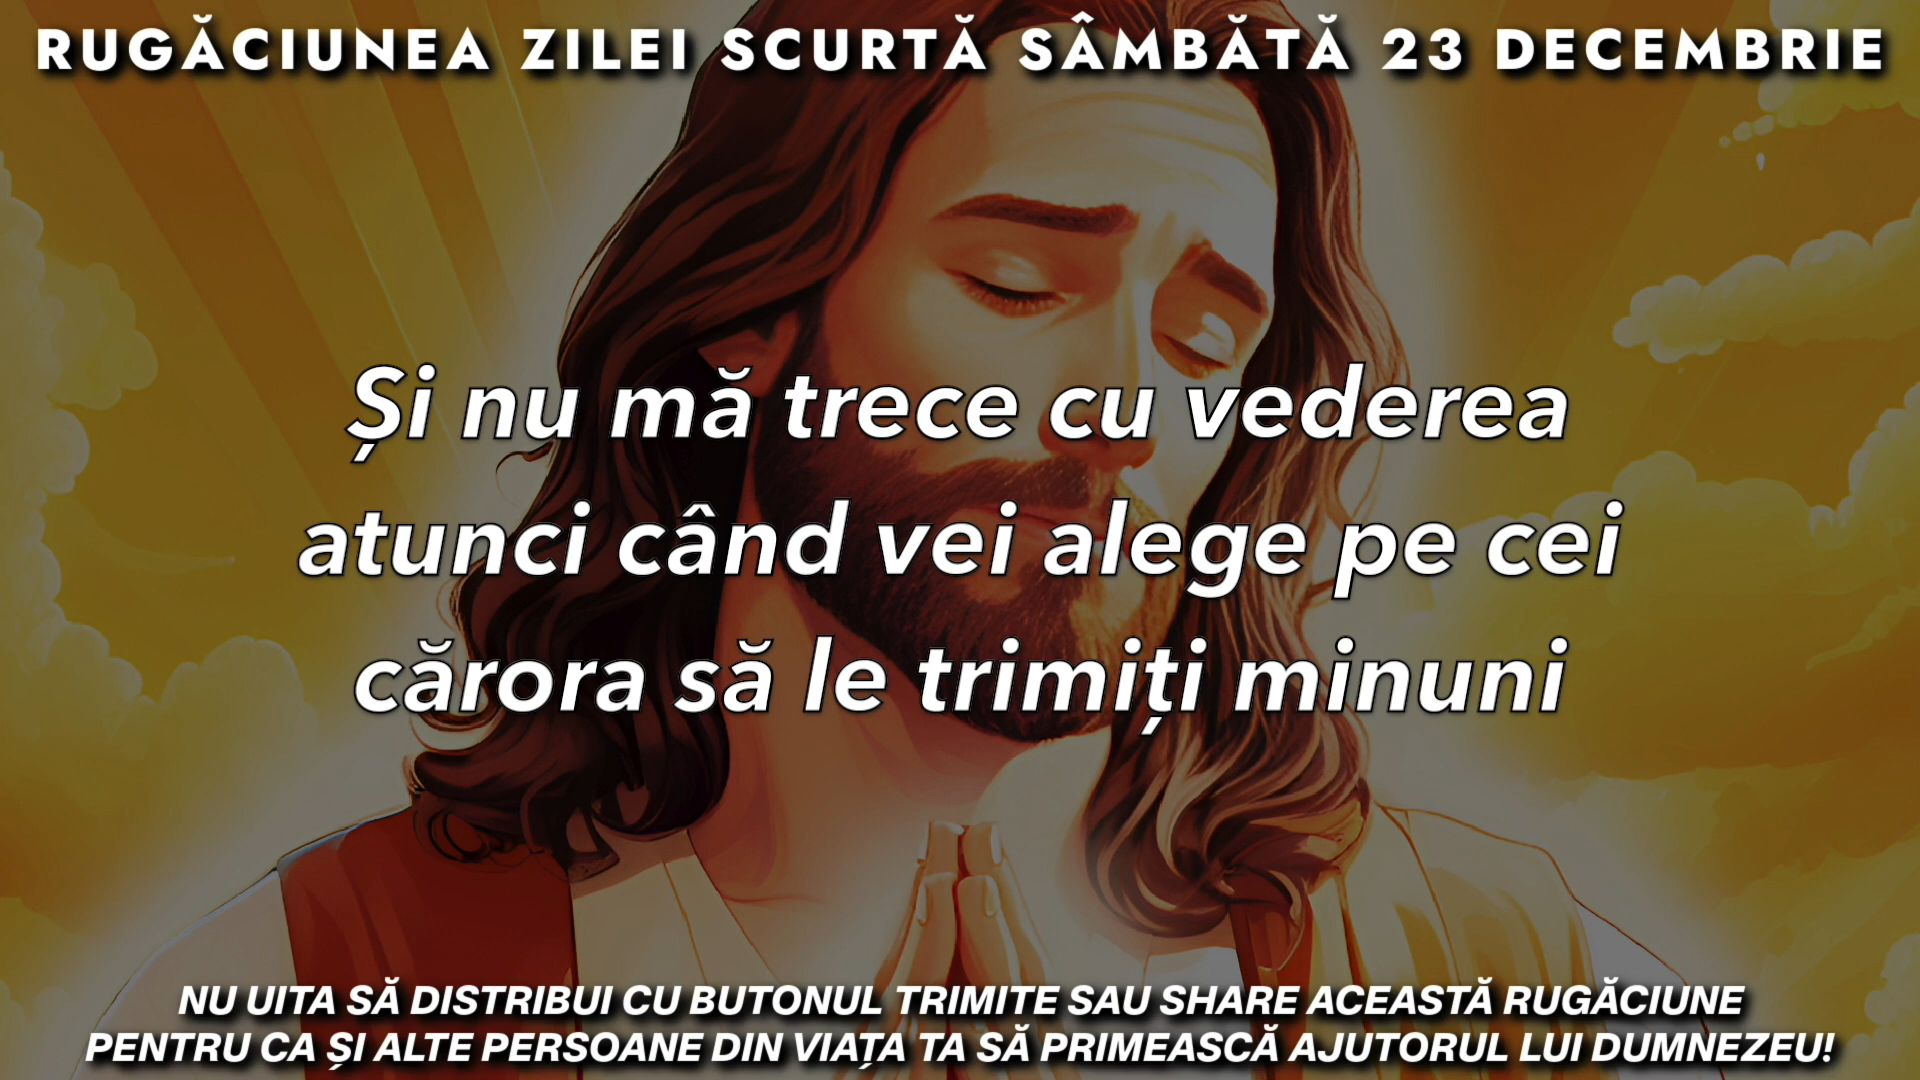 RUGĂCIUNEA ZILEI SCURTĂ SÂMBĂTĂ 23 DECEMBRIE
Și nu mă trece cu vederea
atunci când vei alege pe cei
cărora să le trimiți minuni
NU UITA SĂ DISTRIBUI CU BUTONUL TRIMITE SAU SHARE ACEASTĂ RUGĂCIUNE
PENTRU CA ȘI ALTE PERSOANE DIN VIAȚA TA SĂ PRIMEASCĂ AJUTORUL LUI DUMNEZEU!